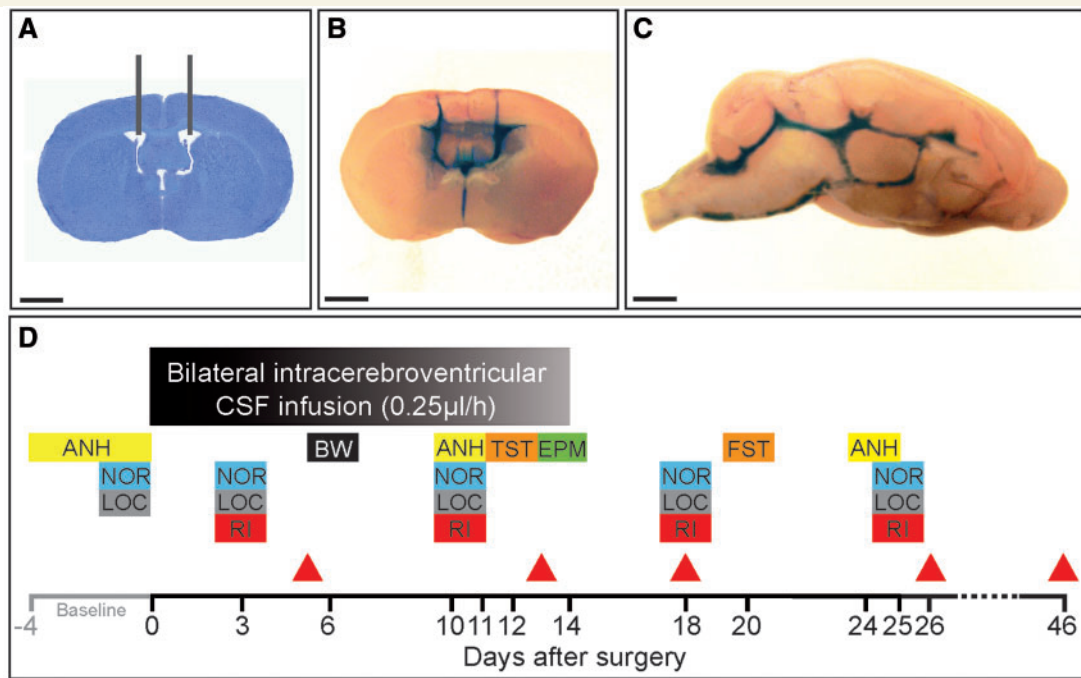 A
B
C
D
Bilateral intracerebroventricular
CSF infusion (0.25µl/h)
ANH BW ANH TST EPM FST ANH
NOR NOR NOR NOR NOR
LOC LOC LOC LOC LOC
RI RI RI RI
Baseline
-4 0 3 6 10 11 12 14 18 20 24 25 26 46
Days after surgery